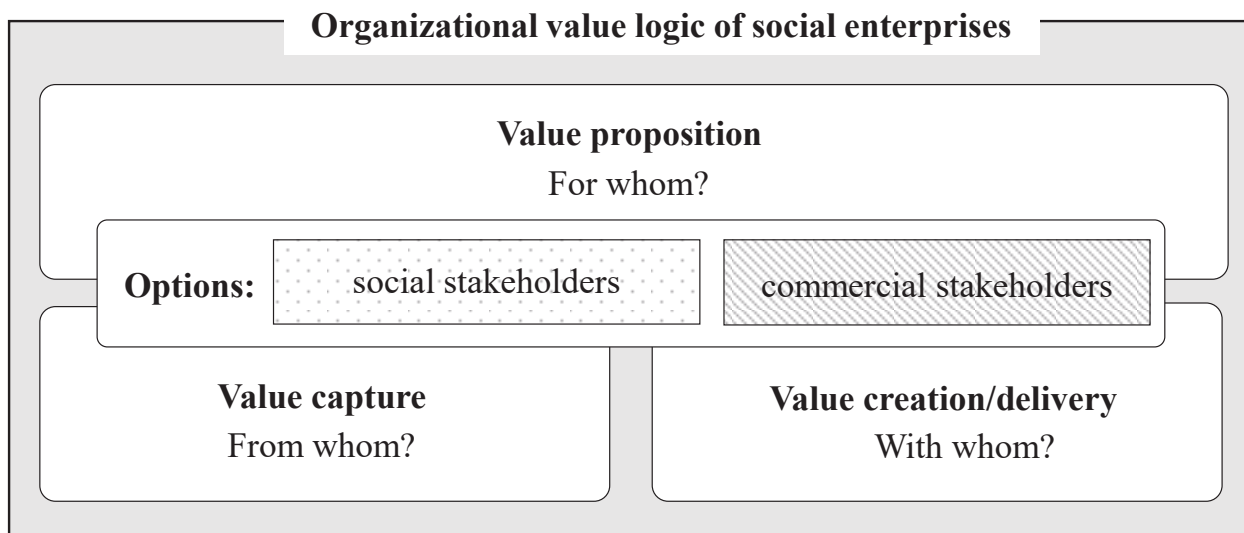 Organizational value logic of social enterprises
Value proposition
For whom?
Options: social stakeholders commercial stakeholders
Value capture
From whom?
Value creation/delivery
With whom?